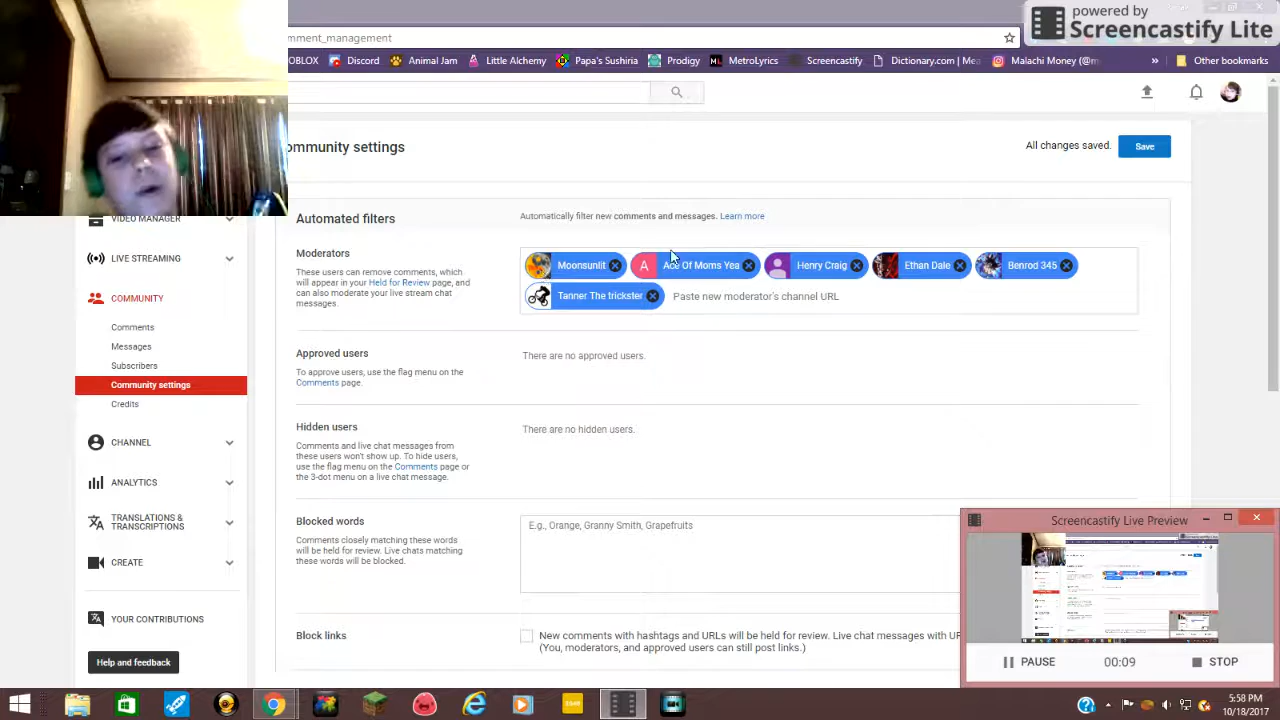 powered by
Screencastify Lite
mment_management
OBLOX Discord Animal Jam Little Alchemy Papa's Sushiria Prodigy MetroLyrics Screencastify Dictionary.com | Mea Malachi Barton (@ma »
ommunity settings
All changes saved. Save
VIDEO MANAGER
LIVE STREAMING
COMMUNITY
Comments
Messages
Subscribers
Community settings
Credits
CHANNEL
ANALYTICS
TRANSLATIONS &
TRANSCRIPTIONS
CREATE
YOUR CONTRIBUTIONS
Help and feedback
Automated filters
Automatically filter new comments and messages. Learn more
Moderators
These users can remove comments, which
will appear in your Held for Review page, and
can also moderate your live stream chat
messages.
Moonsunlit A Ace Of Moms Yea Henry Craig Ethan Dale Benrod 345
Tanner The trickster Paste new moderator's channel URL
Approved users
To approve users, use the flag menu on the
Comments page.
There are no approved users.
Hidden users
Comments and live chat messages from
these users won't show up. To hide users,
use the flag menu on the Comments page or
the 3-dot menu on a live chat message.
There are no hidden users.
Blocked words
Comments closely matching these words
will be held for review. Live chats matching
these words will be blocked.
E.g., Orange, Granny Smith, Grapefruits
Block links
New comments with hashtags and URLs will be held for review. Live chat messages with UR
(You, moderators, and approved users can still post links.)
Screencastify Live Preview
PAUSE 00:09 STOP
5:58 PM
10/18/2017